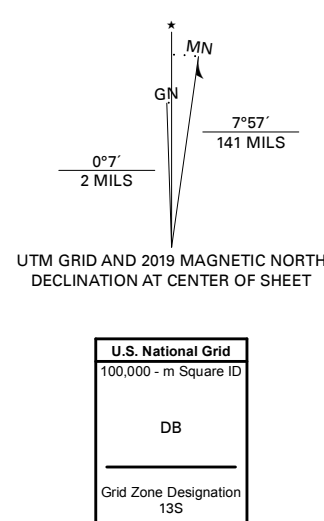 MN
GN
7°57´
141 MILS
0°7´
2 MILS
UTM GRID AND 2019 MAGNETIC NORTH
DECLINATION AT CENTER OF SHEET
U.S. National Grid
100,000 - m Square ID
DB
Grid Zone Designation
13S